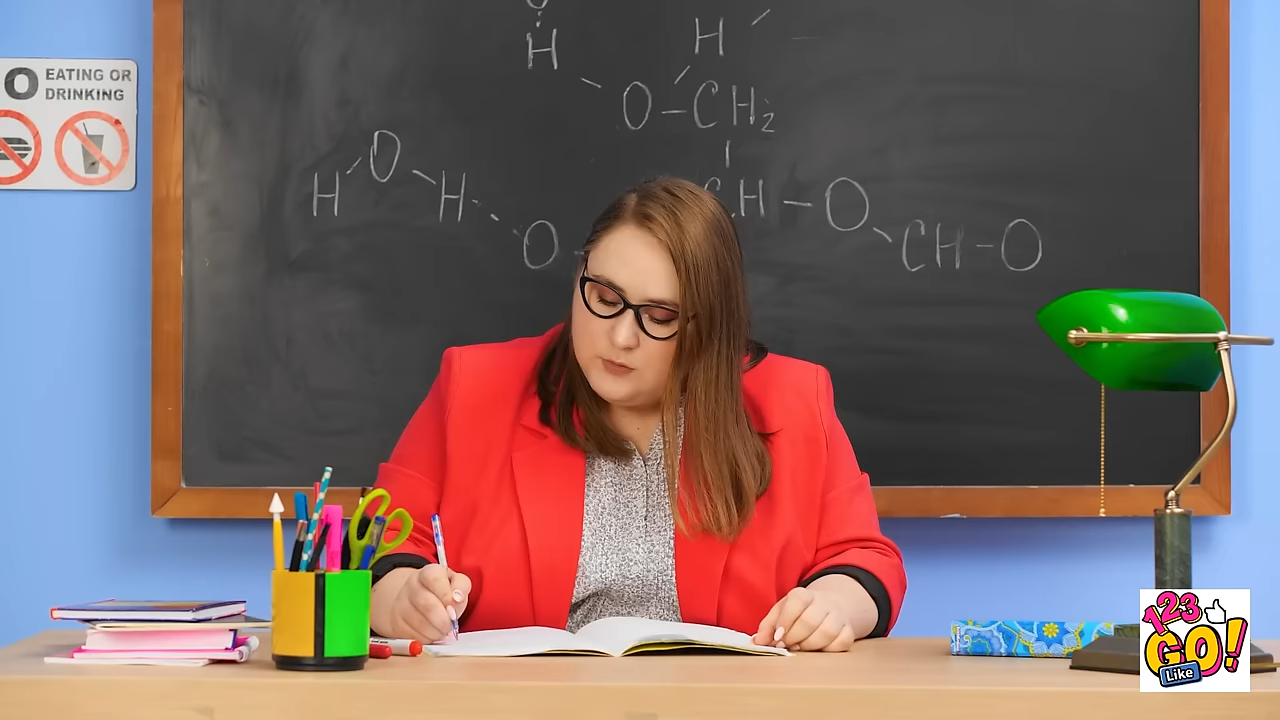 O EATING OR
DRINKING
H
H
O – CH₂
O
H
H
CH – O
O
CH – O
123
GO!
Like